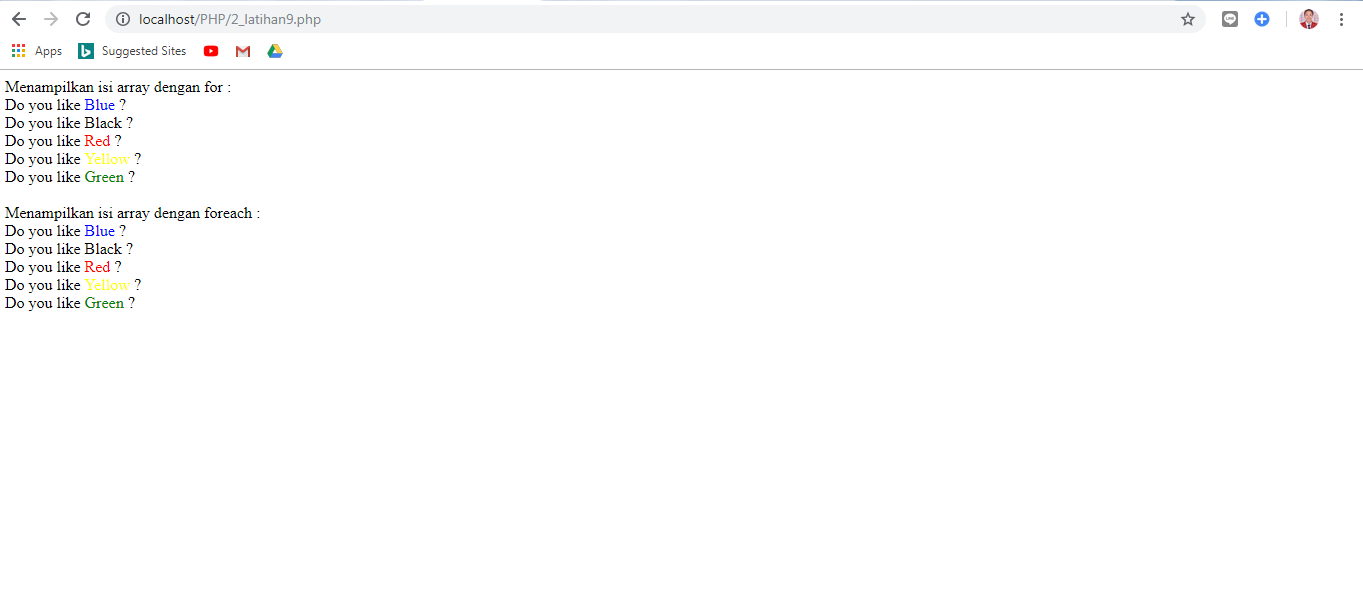 localhost/PHP/2_latihan9.php
Apps Suggested Sites
Menampilkan isi array dengan for :
Do you like Blue ?
Do you like Black ?
Do you like Red ?
Do you like Yellow ?
Do you like Green ?
Menampilkan isi array dengan foreach :
Do you like Blue ?
Do you like Black ?
Do you like Red ?
Do you like Yellow ?
Do you like Green ?